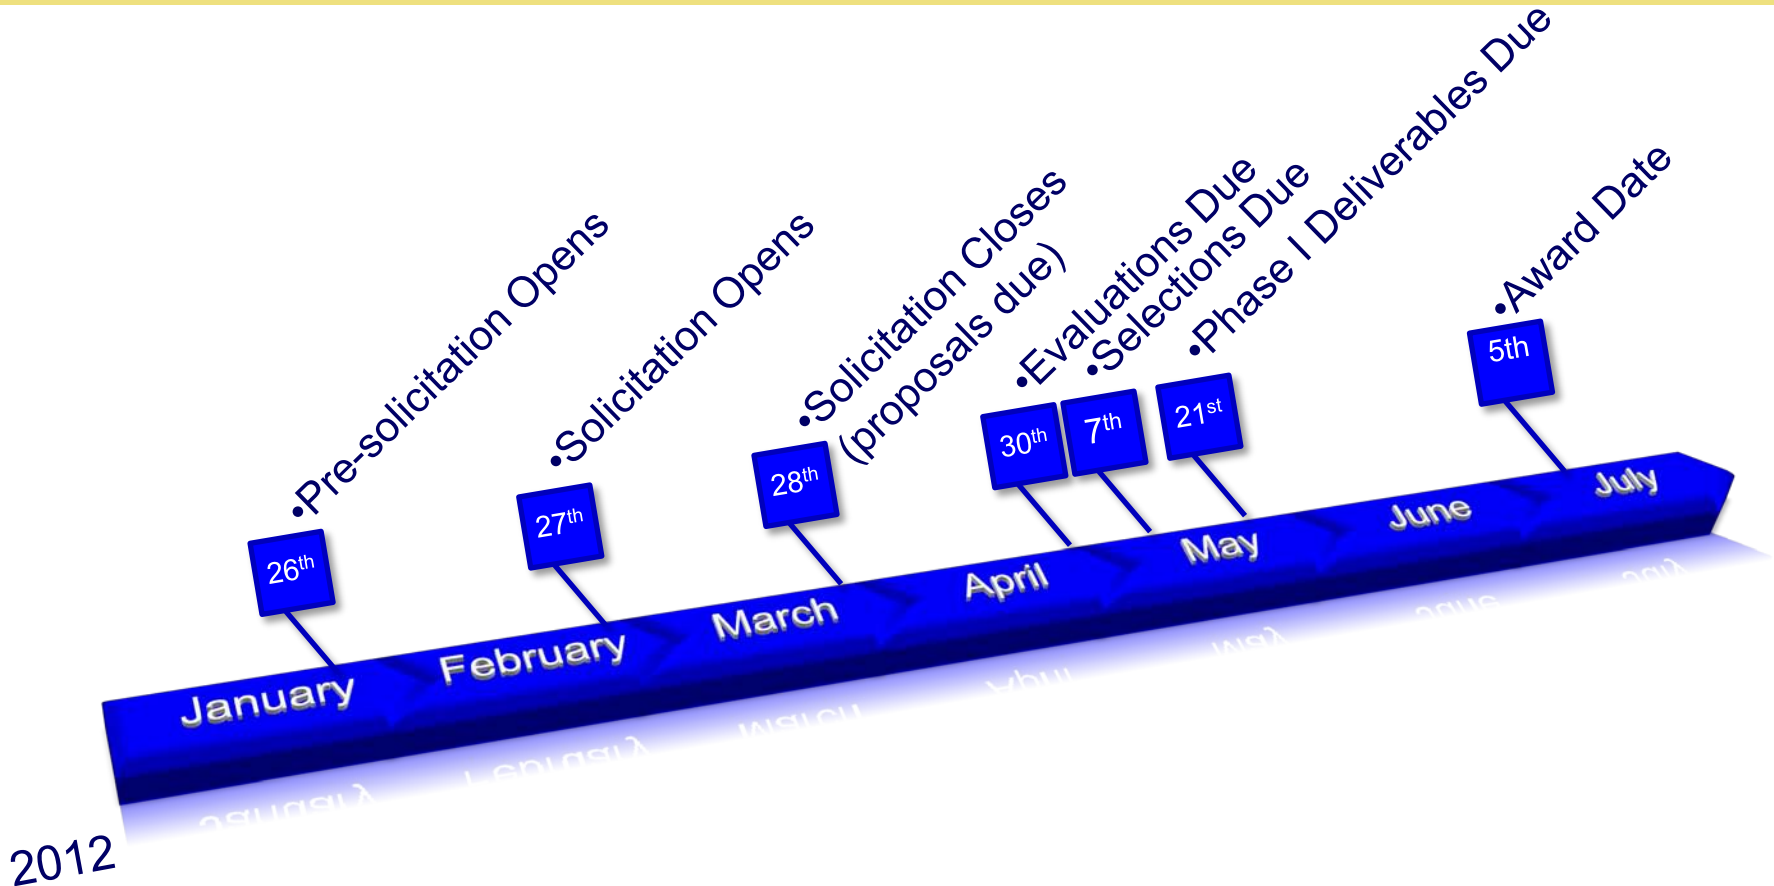 •Pre-solicitation Opens
•Solicitation Opens
•Solicitation Closes
(proposals due)
•Evaluations Due
•Selections Due
•Phase I Deliverables Due
•Award Date
26th
27th
28th
30th
7th
21st
5th
January
February
March
April
May
June
July
2012